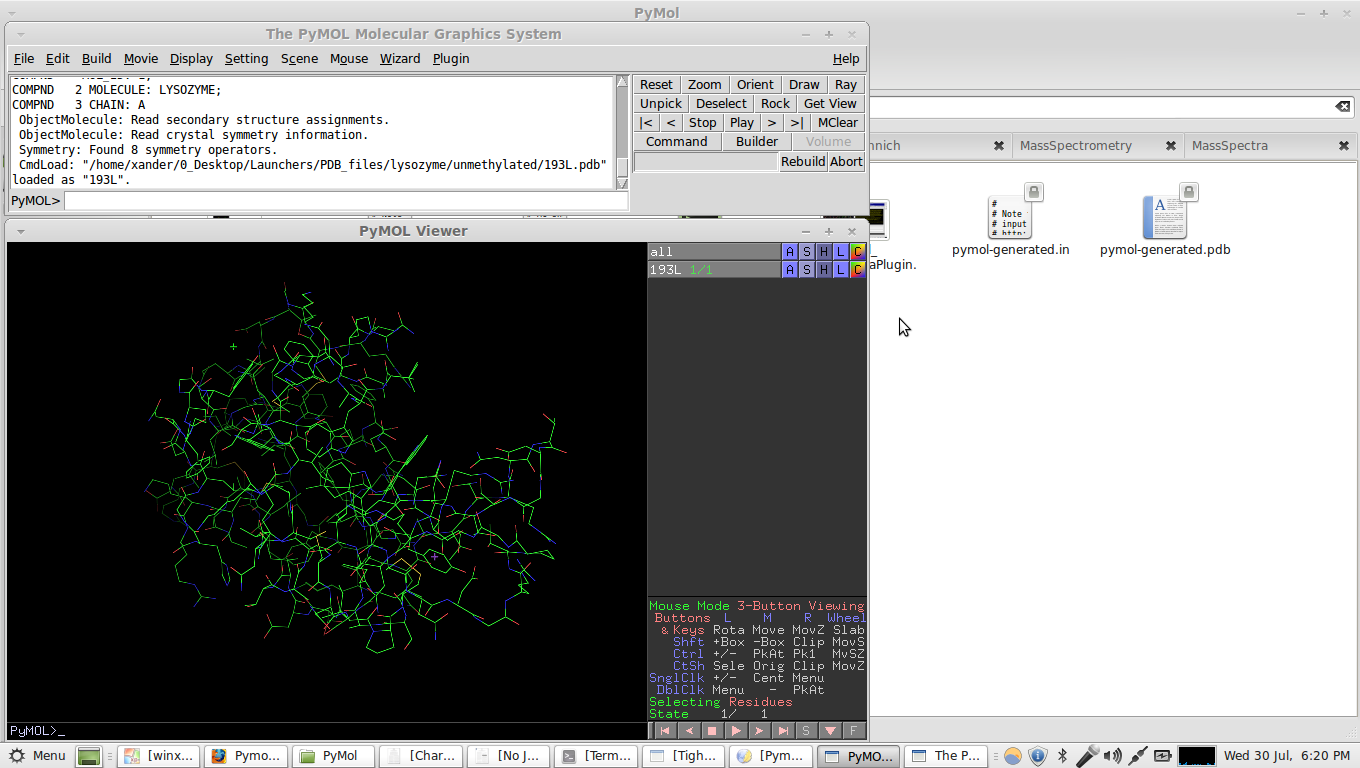 PyMol
The PyMOL Molecular Graphics System
File Edit Build Movie Display Setting Scene Mouse Wizard Plugin Help
COMPND 2 MOLECULE: LYSOZYME;
COMPND 3 CHAIN: A
ObjectMolecule: Read secondary structure assignments.
ObjectMolecule: Read crystal symmetry information.
Symmetry: Found 8 symmetry operators.
CmdLoad: "/home/xander/0_Desktop/Launchers/PDB_files/lysozyme/unmethylated/193L.pdb"
loaded as "193L".
PyMOL>
Reset Zoom Orient Draw Ray
Unpick Deselect Rock Get View
|< < Stop Play > >| MClear
Command Builder Volume
Rebuild Abort
nnich MassSpectrometry MassSpectra
#
# Note
# input
# http:
A
aPlugin.
pymol-generated.in
pymol-generated.pdb
PyMOL Viewer
all A S H L C
193L 1/1 A S H L C
Mouse Mode 3-Button Viewing
Buttons L M R Wheel
& Keys Rota Move MovZ Slab
Shft +Box -Box Clip MovS
Ctrl +/- PkAt Pk1 MvSZ
CtSh Sele Orig Clip MovZ
SnglClk +/- Cent Menu
DblClk Menu - PkAt
Selecting Residues
State 1/ 1
S F
PyMOL>_
Menu [winx... Pymo... PyMol [Char... [No J... [Term... [Tigh... [Pym... PyMO... The P... Wed 30 Jul, 6:20 PM